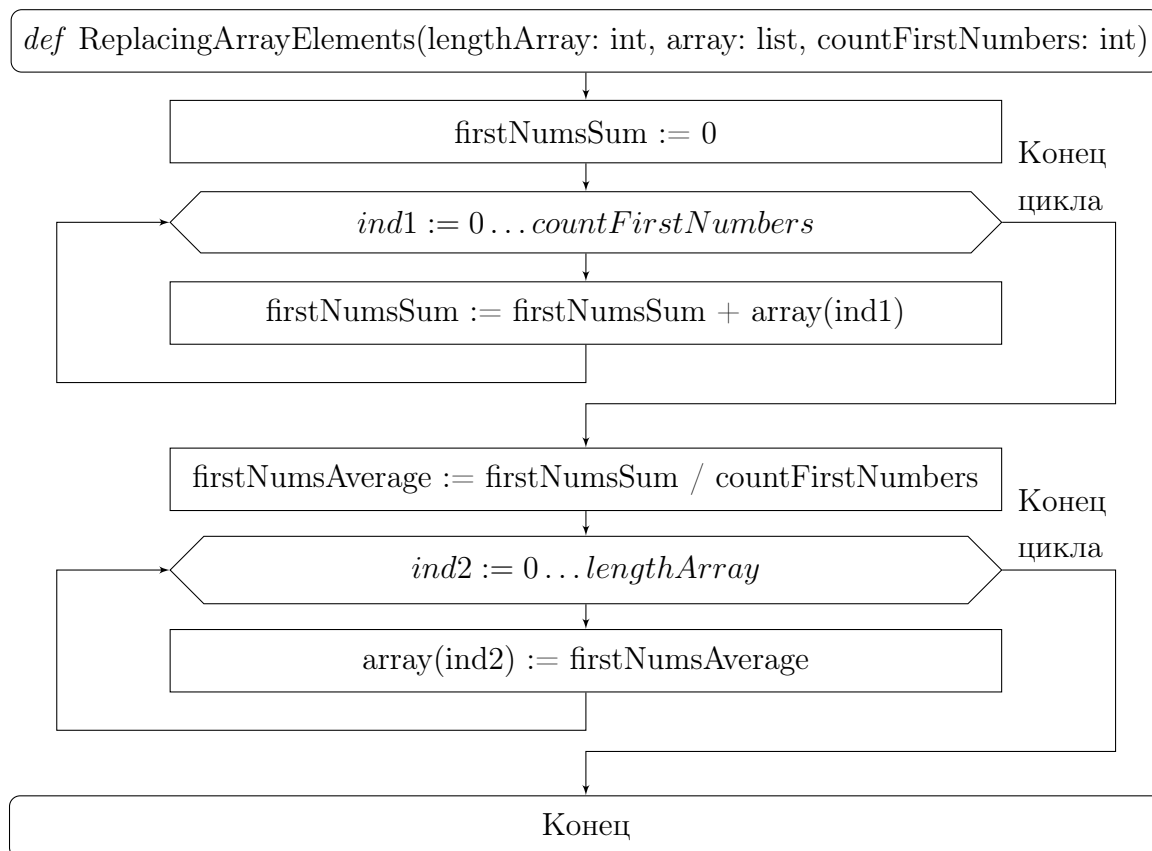 def ReplacingArrayElements(lengthArray: int, array: list, countFirstNumbers: int)
firstNumsSum := 0
Конец
цикла
ind1 := 0 … countFirstNumbers
firstNumsSum := firstNumsSum + array(ind1)
firstNumsAverage := firstNumsSum / countFirstNumbers
Конец
цикла
ind2 := 0 … lengthArray
array(ind2) := firstNumsAverage
Конец